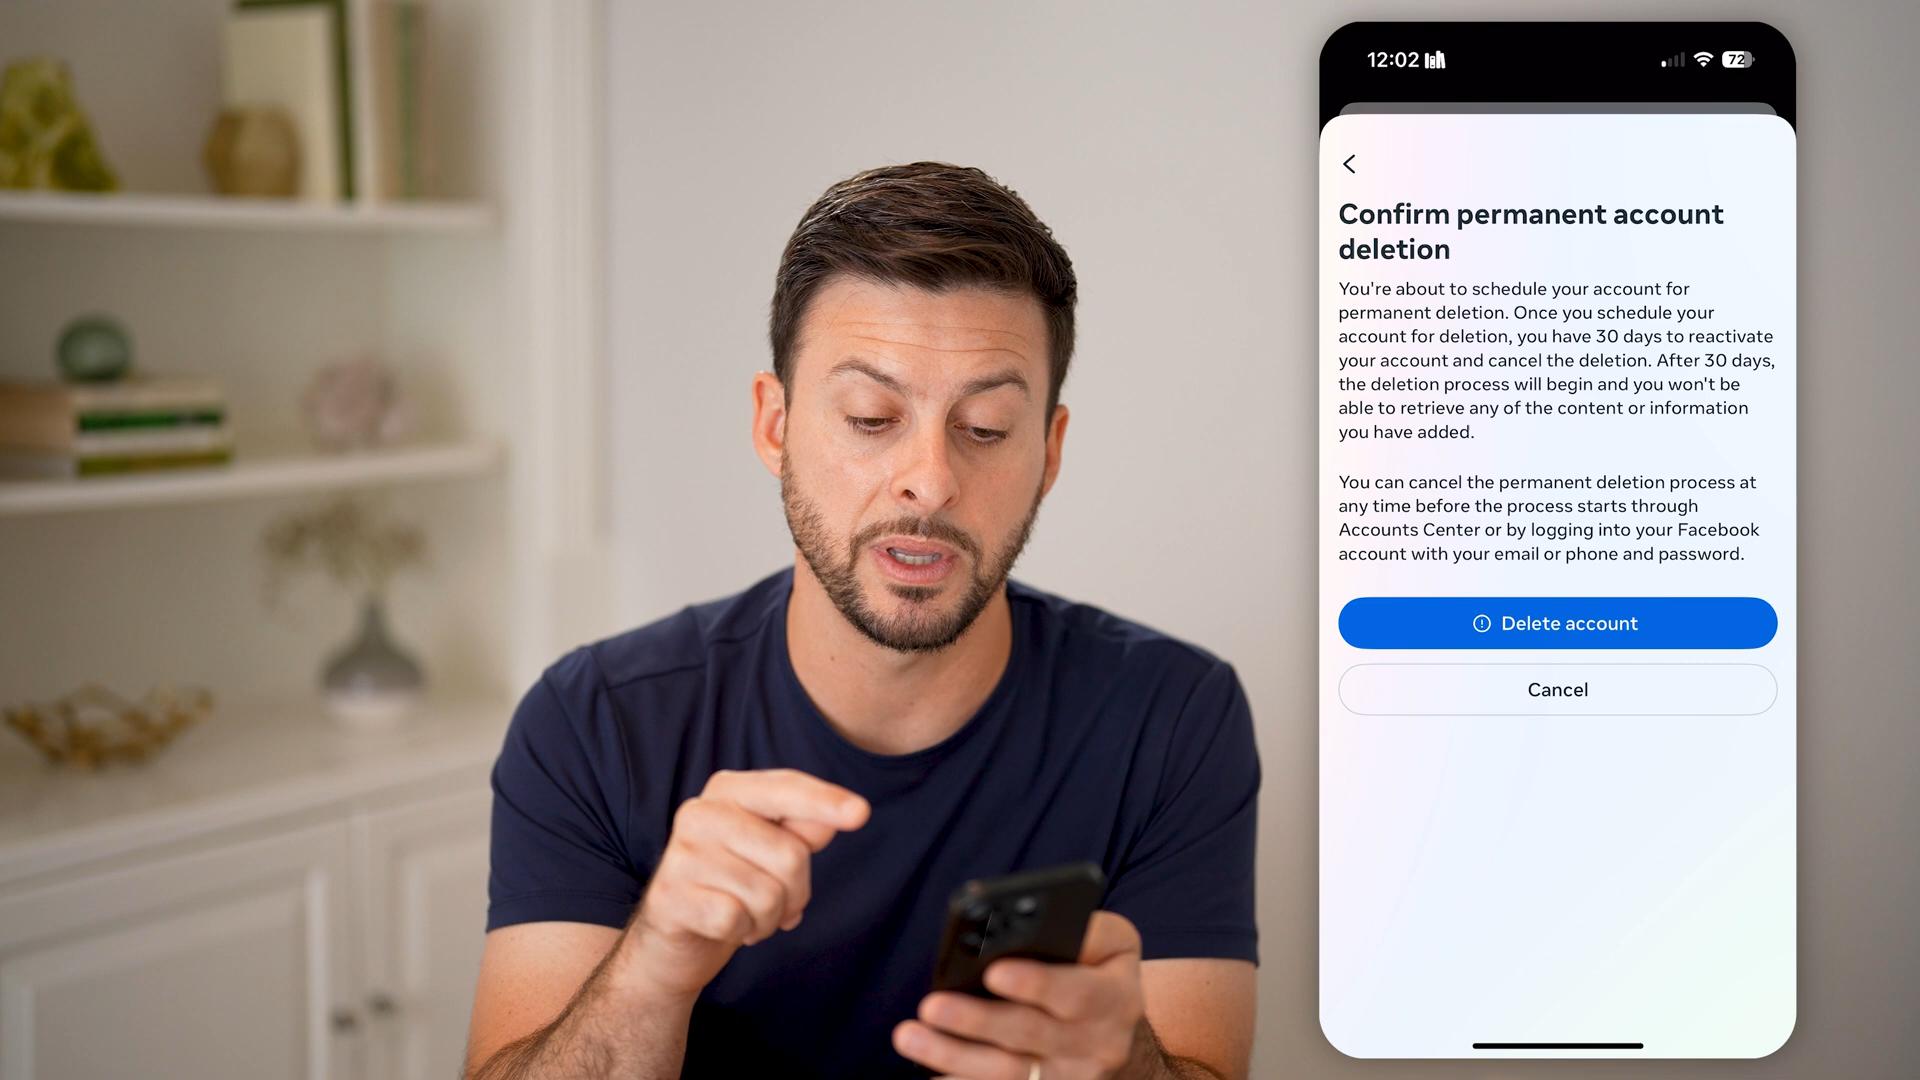 12:02
72
Confirm permanent account
deletion
You're about to schedule your account for
permanent deletion. Once you schedule your
account for deletion, you have 30 days to reactivate
your account and cancel the deletion. After 30 days,
the deletion process will begin and you won't be
able to retrieve any of the content or information
you have added.
You can cancel the permanent deletion process at
any time before the process starts through
Accounts Center or by logging into your Facebook
account with your email or phone and password.
Delete account
Cancel